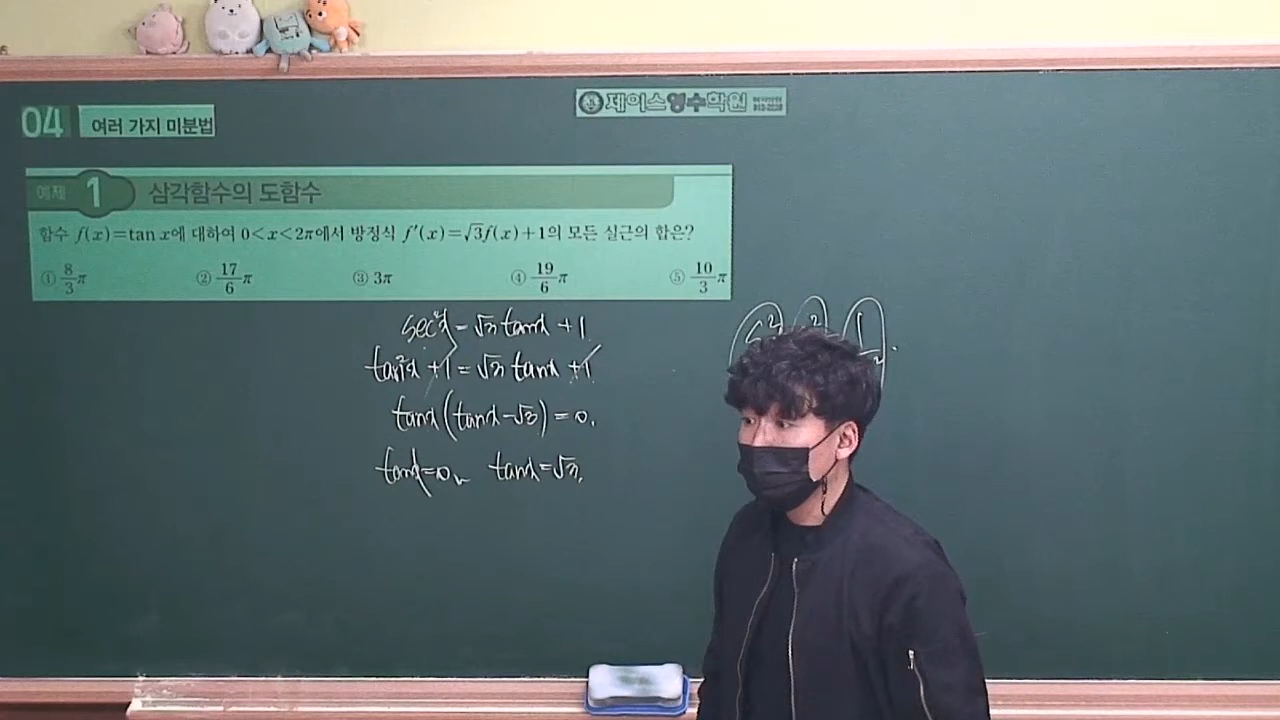 제이스영수학원
04 여러 가지 미분법
예제 1 삼각함수의 도함수
함수 f(x)=tan x에 대하여 0<x<2π에서 방정식 f′(x)=√3f(x)+1의 모든 실근의 합은?
① 8/3π ② 17/6π ③ 3π ④ 19/6π ⑤ 10/3π
sec²x = √3 tanx + 1
tan²x + 1 = √3 tanx + 1
tanx(tanx - √3) = 0.
tanx = 0, tanx = √3.